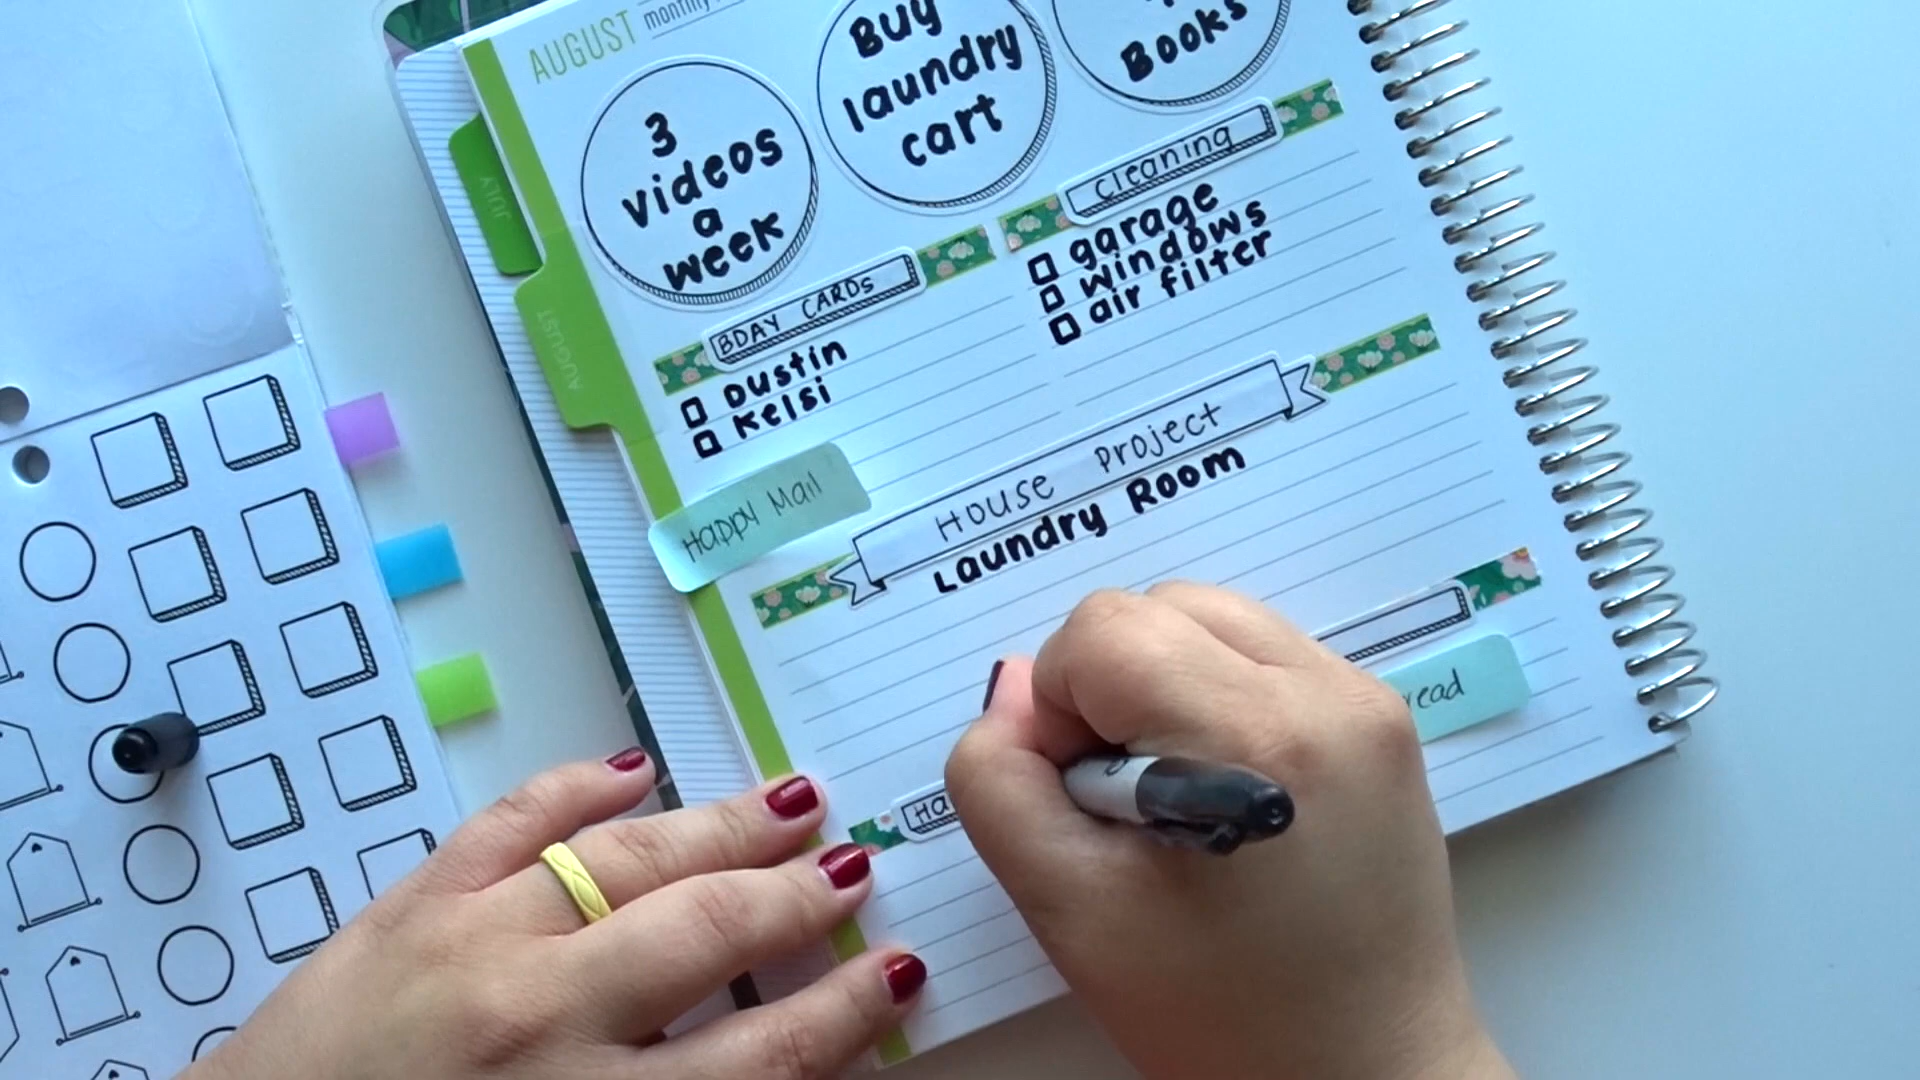 AUGUST
monthly
3
videos
a
week
Buy
laundry
cart
Books
JULY
AUGUST
BDAY CARDS
Dustin
Kelsi
Cleaning
garage
windows
air filter
Happy Mail
House Project
Laundry Room
read